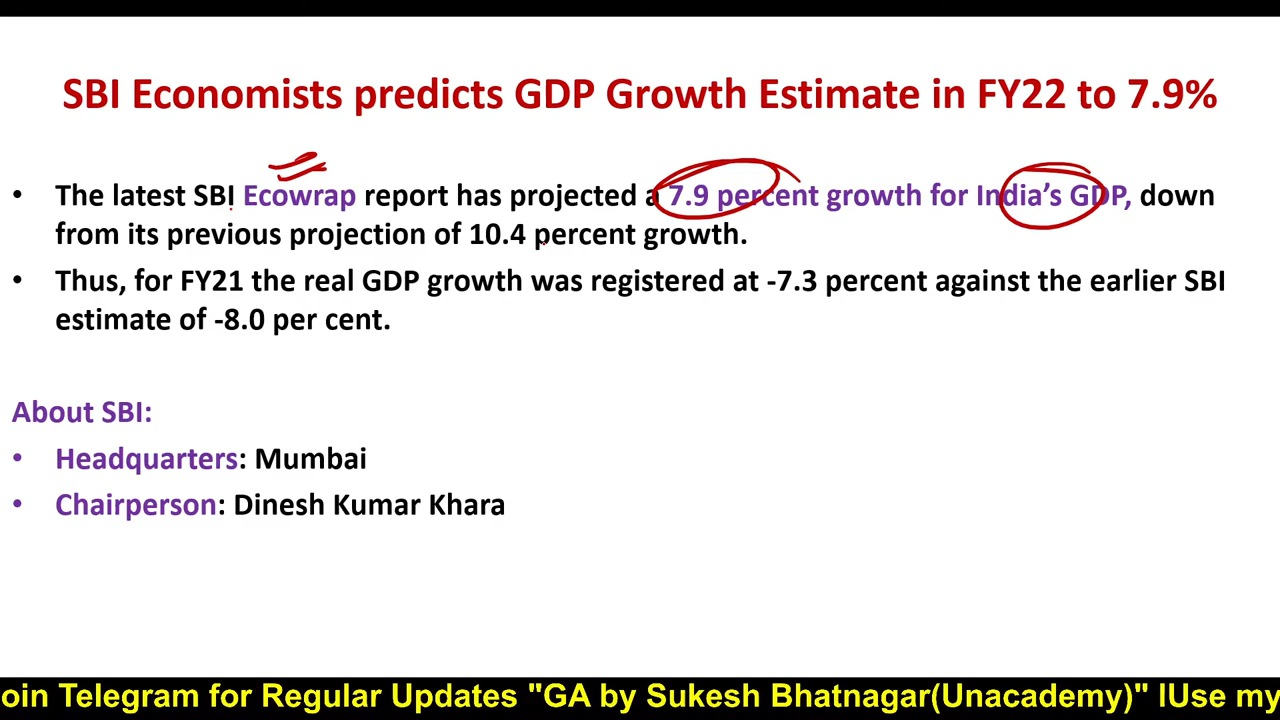 SBI Economists predicts GDP Growth Estimate in FY22 to 7.9%
• The latest SBI Ecowrap report has projected a 7.9 percent growth for India's GDP, down
from its previous projection of 10.4 percent growth.
• Thus, for FY21 the real GDP growth was registered at -7.3 percent against the earlier SBI
estimate of -8.0 per cent.
About SBI:
• Headquarters: Mumbai
• Chairperson: Dinesh Kumar Khara
oin Telegram for Regular Updates "GA by Sukesh Bhatnagar(Unacademy)" lUse my